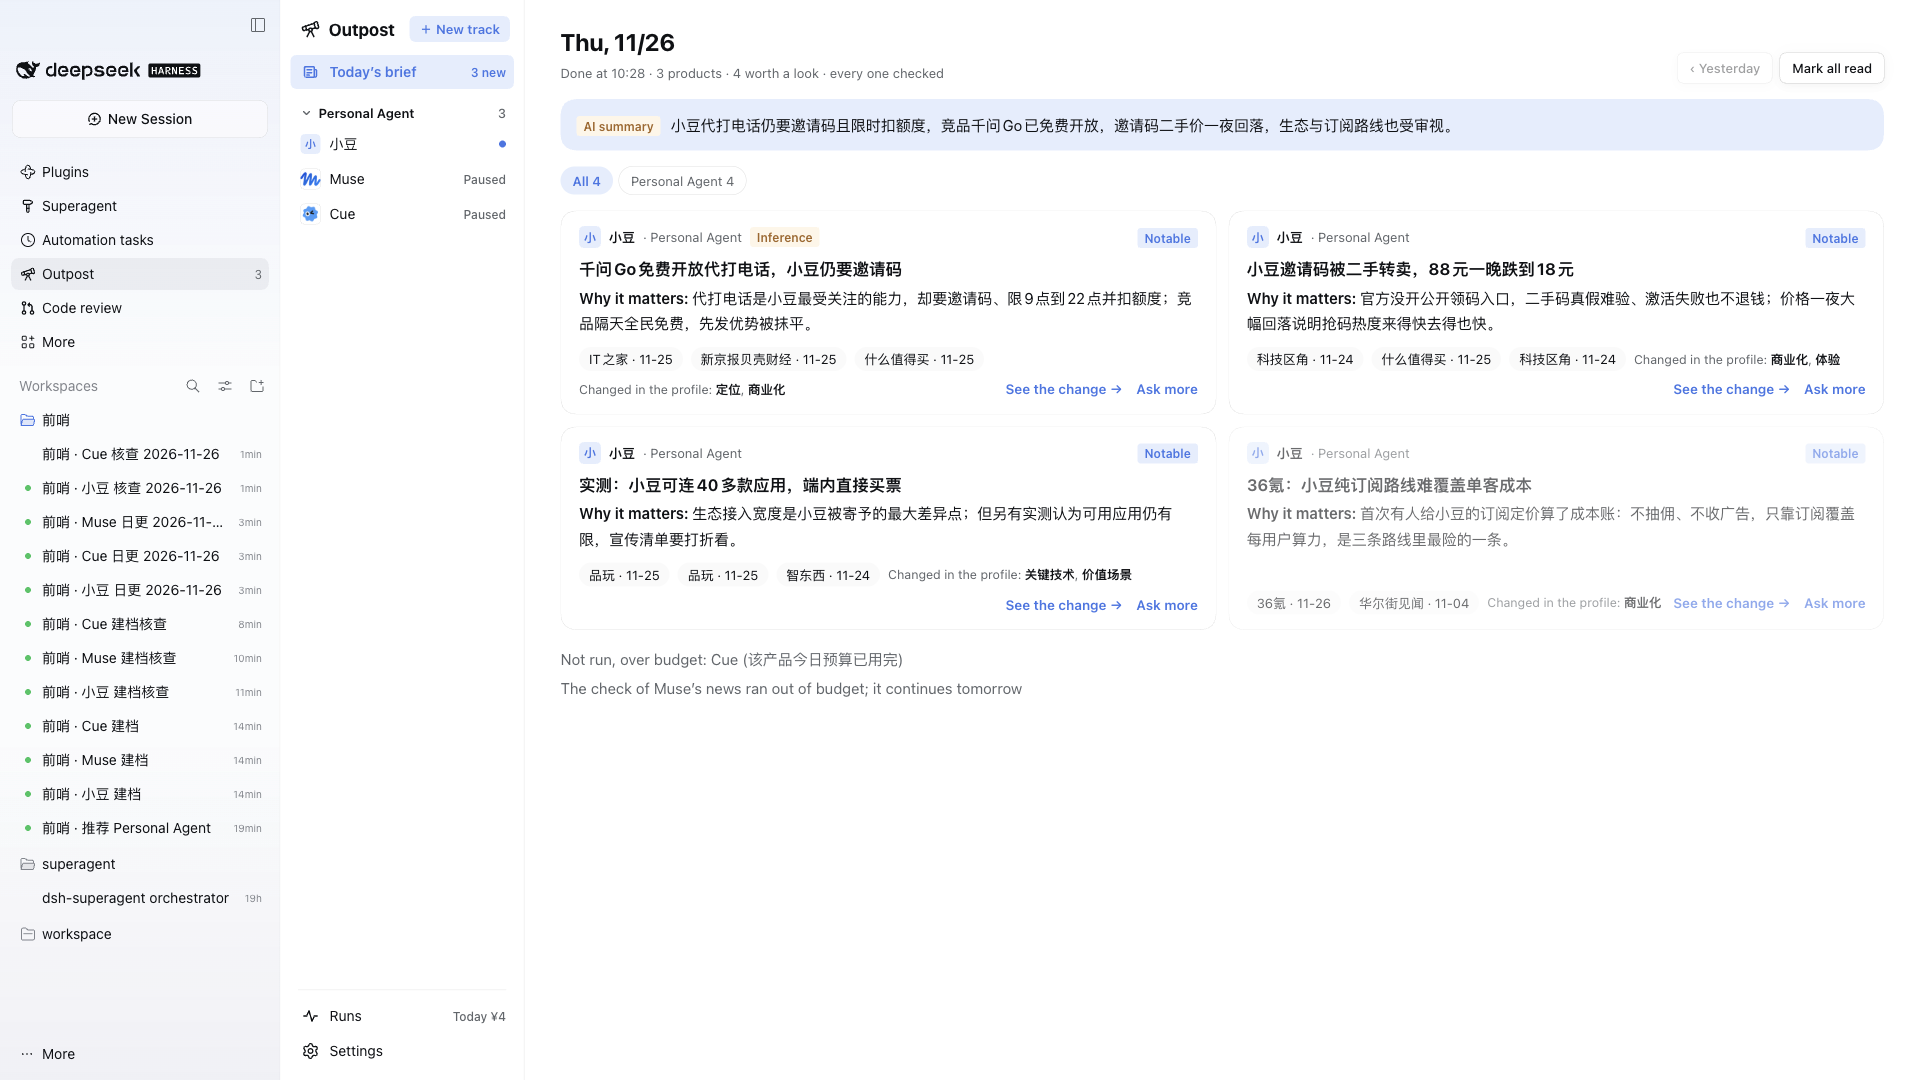 deepseek HARNESS
New Session
Plugins
Superagent
Automation tasks
Outpost 3
Code review
More
Workspaces
前哨
前哨 · Cue 核查 2026-11-26 1min
前哨 · 小豆 核查 2026-11-26 1min
前哨 · Muse 日更 2026-11-... 3min
前哨 · Cue 日更 2026-11-26 3min
前哨 · 小豆 日更 2026-11-26 3min
前哨 · Cue 建档核查 8min
前哨 · Muse 建档核查 10min
前哨 · 小豆 建档核查 11min
前哨 · Cue 建档 14min
前哨 · Muse 建档 14min
前哨 · 小豆 建档 14min
前哨 · 推荐 Personal Agent 19min
superagent
dsh-superagent orchestrator 19h
workspace
··· More
Outpost + New track
Today's brief 3 new
Personal Agent 3
小 小豆
Muse Paused
Cue Paused
Runs Today ¥4
Settings
Thu, 11/26
Done at 10:28 · 3 products · 4 worth a look · every one checked
‹ Yesterday Mark all read
AI summary 小豆代打电话仍要邀请码且限时扣额度，竞品千问Go已免费开放，邀请码二手价一夜回落，生态与订阅路线也受审视。
All 4 Personal Agent 4
小 小豆 · Personal Agent Inference Notable
千问Go免费开放代打电话，小豆仍要邀请码
Why it matters: 代打电话是小豆最受关注的能力，却要邀请码、限9点到22点并扣额度；竞
品隔天全民免费，先发优势被抹平。
IT之家 · 11-25 新京报贝壳财经 · 11-25 什么值得买 · 11-25
Changed in the profile: 定位, 商业化 See the change → Ask more
小 小豆 · Personal Agent Notable
小豆邀请码被二手转卖，88元一晚跌到18元
Why it matters: 官方没开公开领码入口，二手码真假难验、激活失败也不退钱；价格一夜大
幅回落说明抢码热度来得快去得也快。
科技区角 · 11-24 什么值得买 · 11-25 科技区角 · 11-24 Changed in the profile: 商业化, 体验
See the change → Ask more
小 小豆 · Personal Agent Notable
实测：小豆可连40多款应用，端内直接买票
Why it matters: 生态接入宽度是小豆被寄予的最大差异点；但另有实测认为可用应用仍有
限，宣传清单要打折看。
品玩 · 11-25 品玩 · 11-25 智东西 · 11-24 Changed in the profile: 关键技术, 价值场景
See the change → Ask more
小 小豆 · Personal Agent Notable
36氪：小豆纯订阅路线难覆盖单客成本
Why it matters: 首次有人给小豆的订阅定价算了成本账：不抽佣、不收广告，只靠订阅覆盖
每用户算力，是三条路线里最险的一条。
36氪 · 11-26 华尔街见闻 · 11-04 Changed in the profile: 商业化 See the change → Ask more
Not run, over budget: Cue (该产品今日预算已用完)
The check of Muse's news ran out of budget; it continues tomorrow